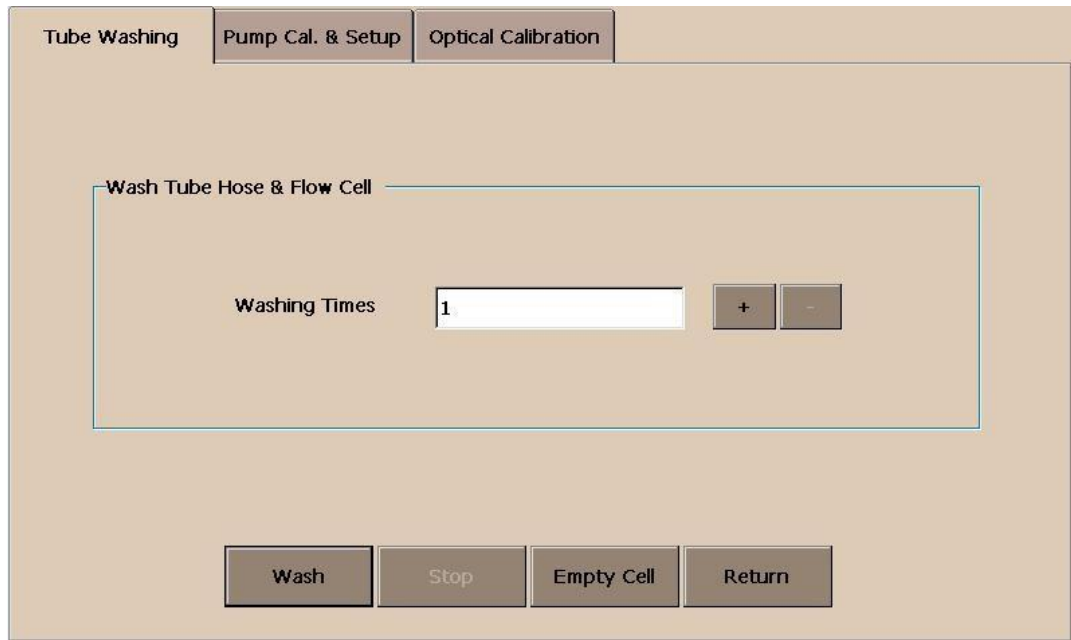 Tube Washing
Pump Cal. & Setup
Optical Calibration
Wash Tube Hose & Flow Cell
Washing Times
1
+
-
Wash
Stop
Empty Cell
Return